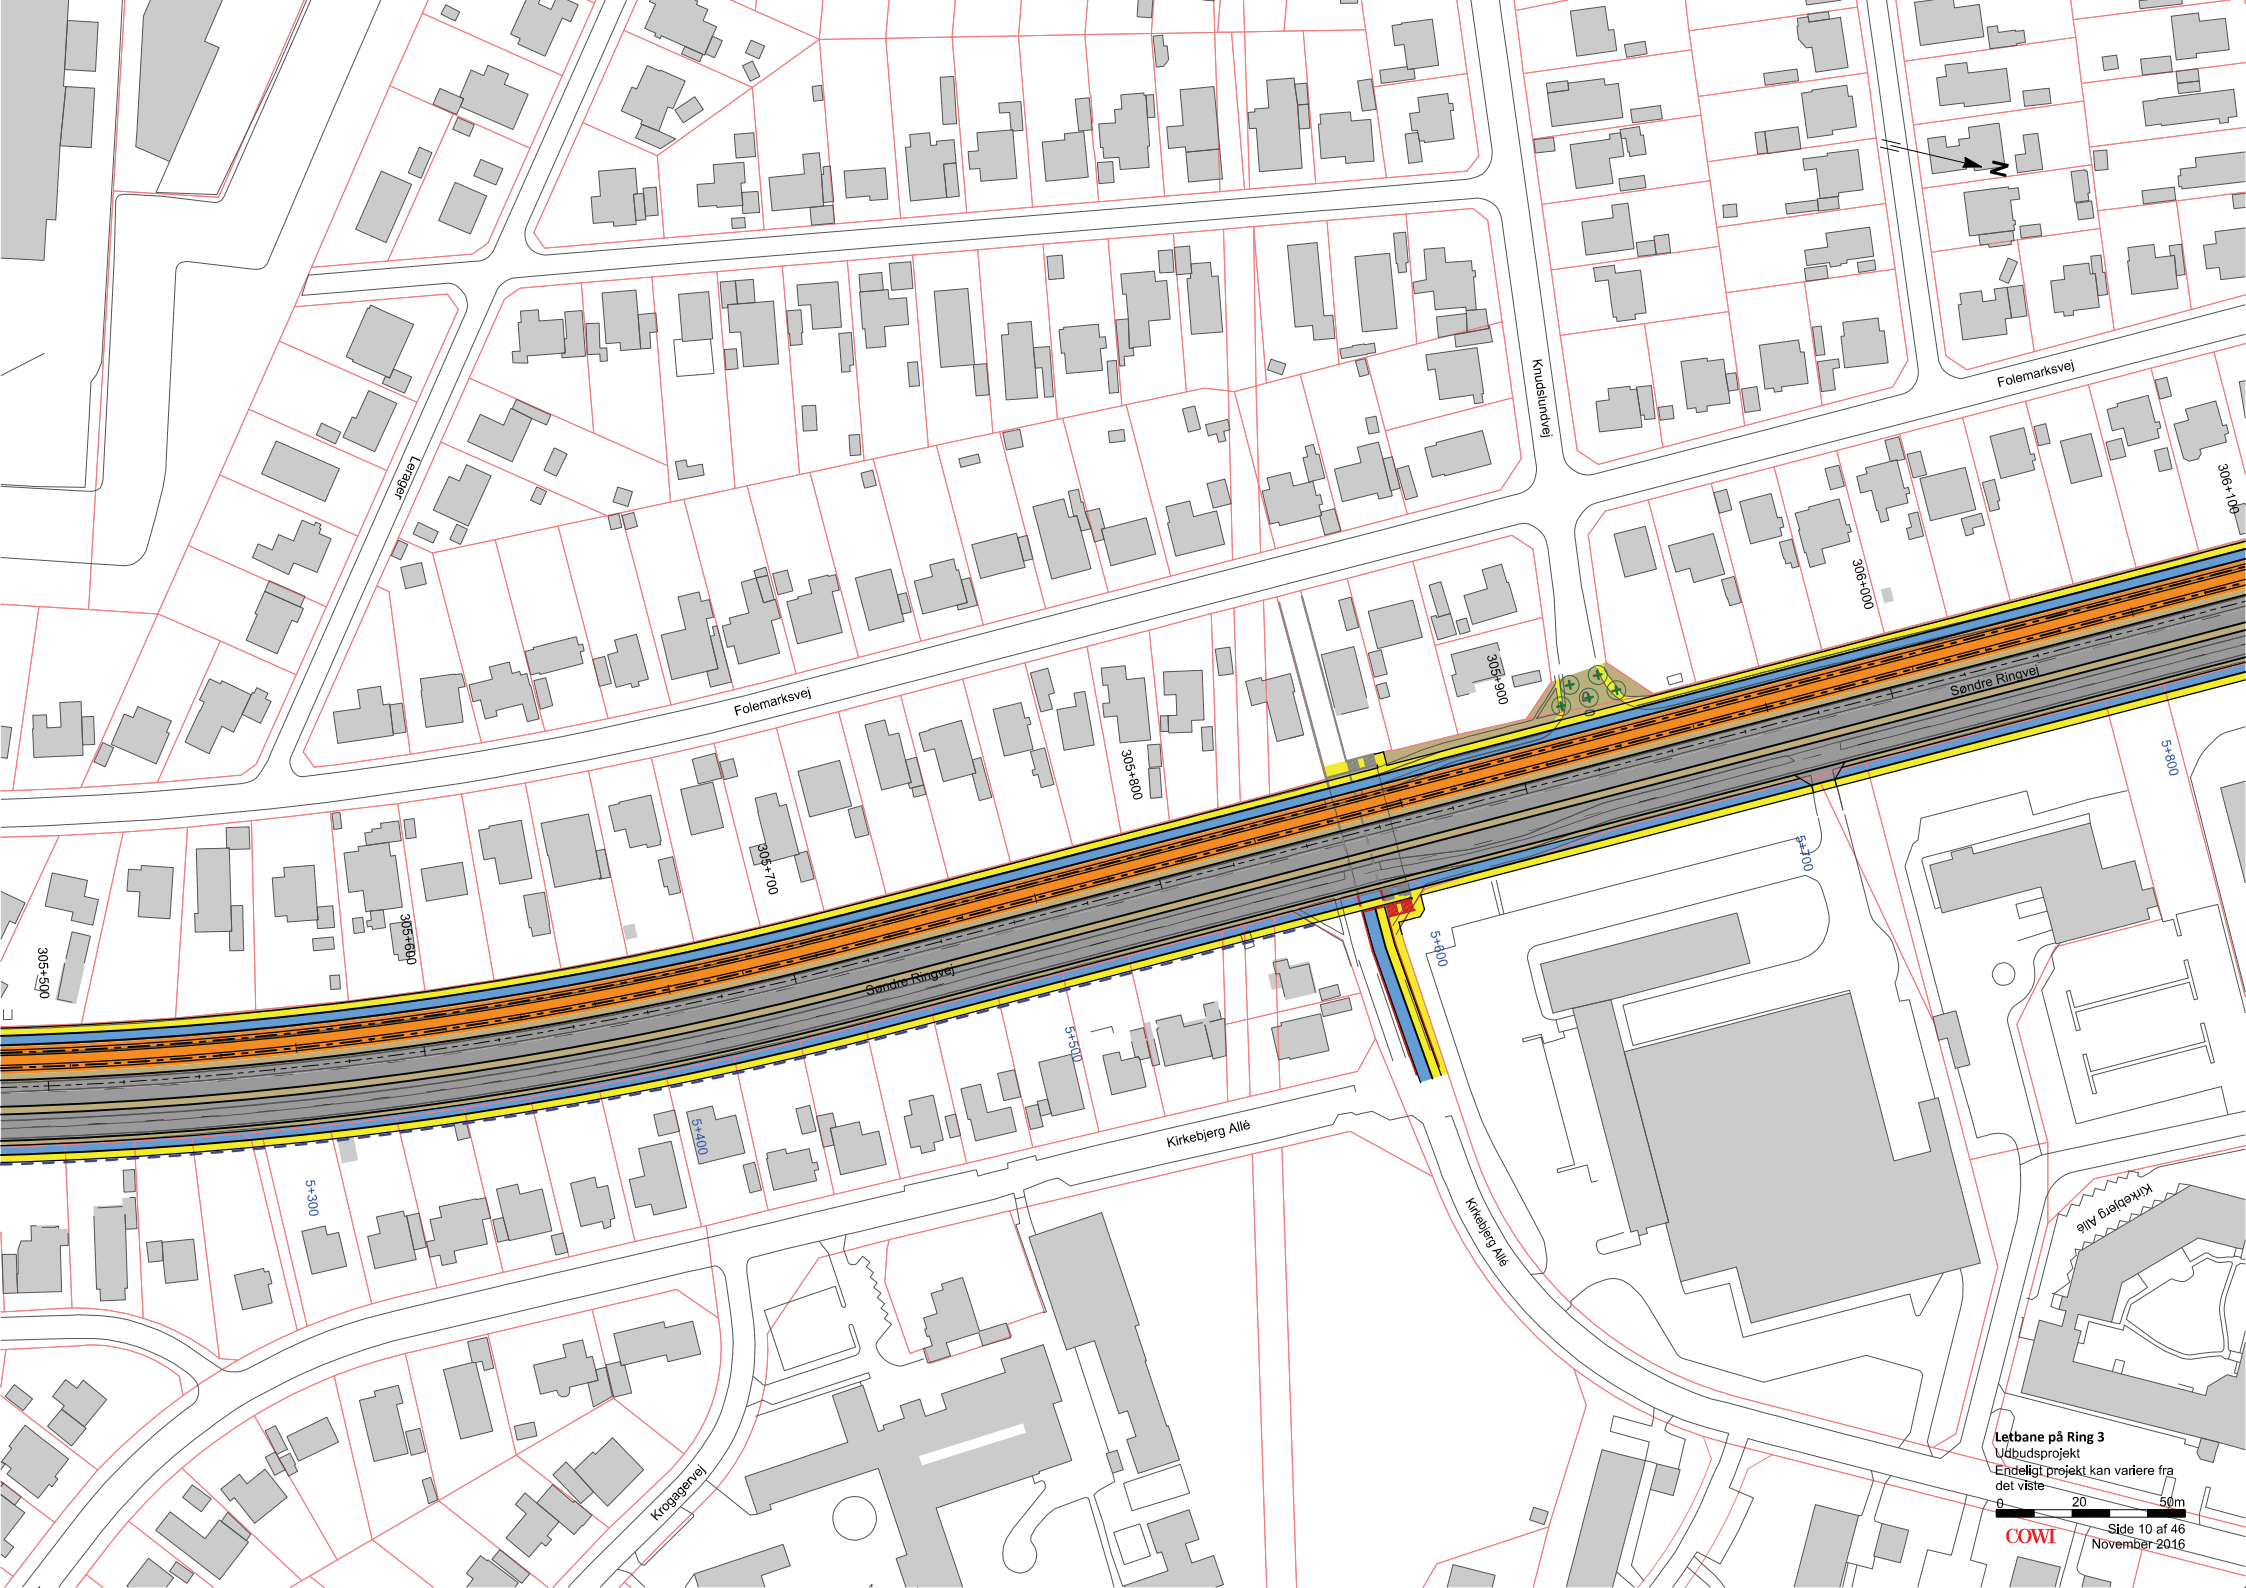 N
Knudslundvej
Folemarksvej
Lerager
306+100
306+000
305+900
Folemarksvej
Søndre Ringvej
305+800
5+800
305+700
5+700
305+600
305+500
Søndre Ringvej
5+600
5+500
5+400
Kirkebjerg Allé
5+300
Kirkebjerg Allé
Kirkebjerg Allé
Krogagervej
Letbane på Ring 3
Udbudsprojekt
Endeligt projekt kan variere fra
det viste
0 20 50m
COWI
Side 10 af 46
November 2016